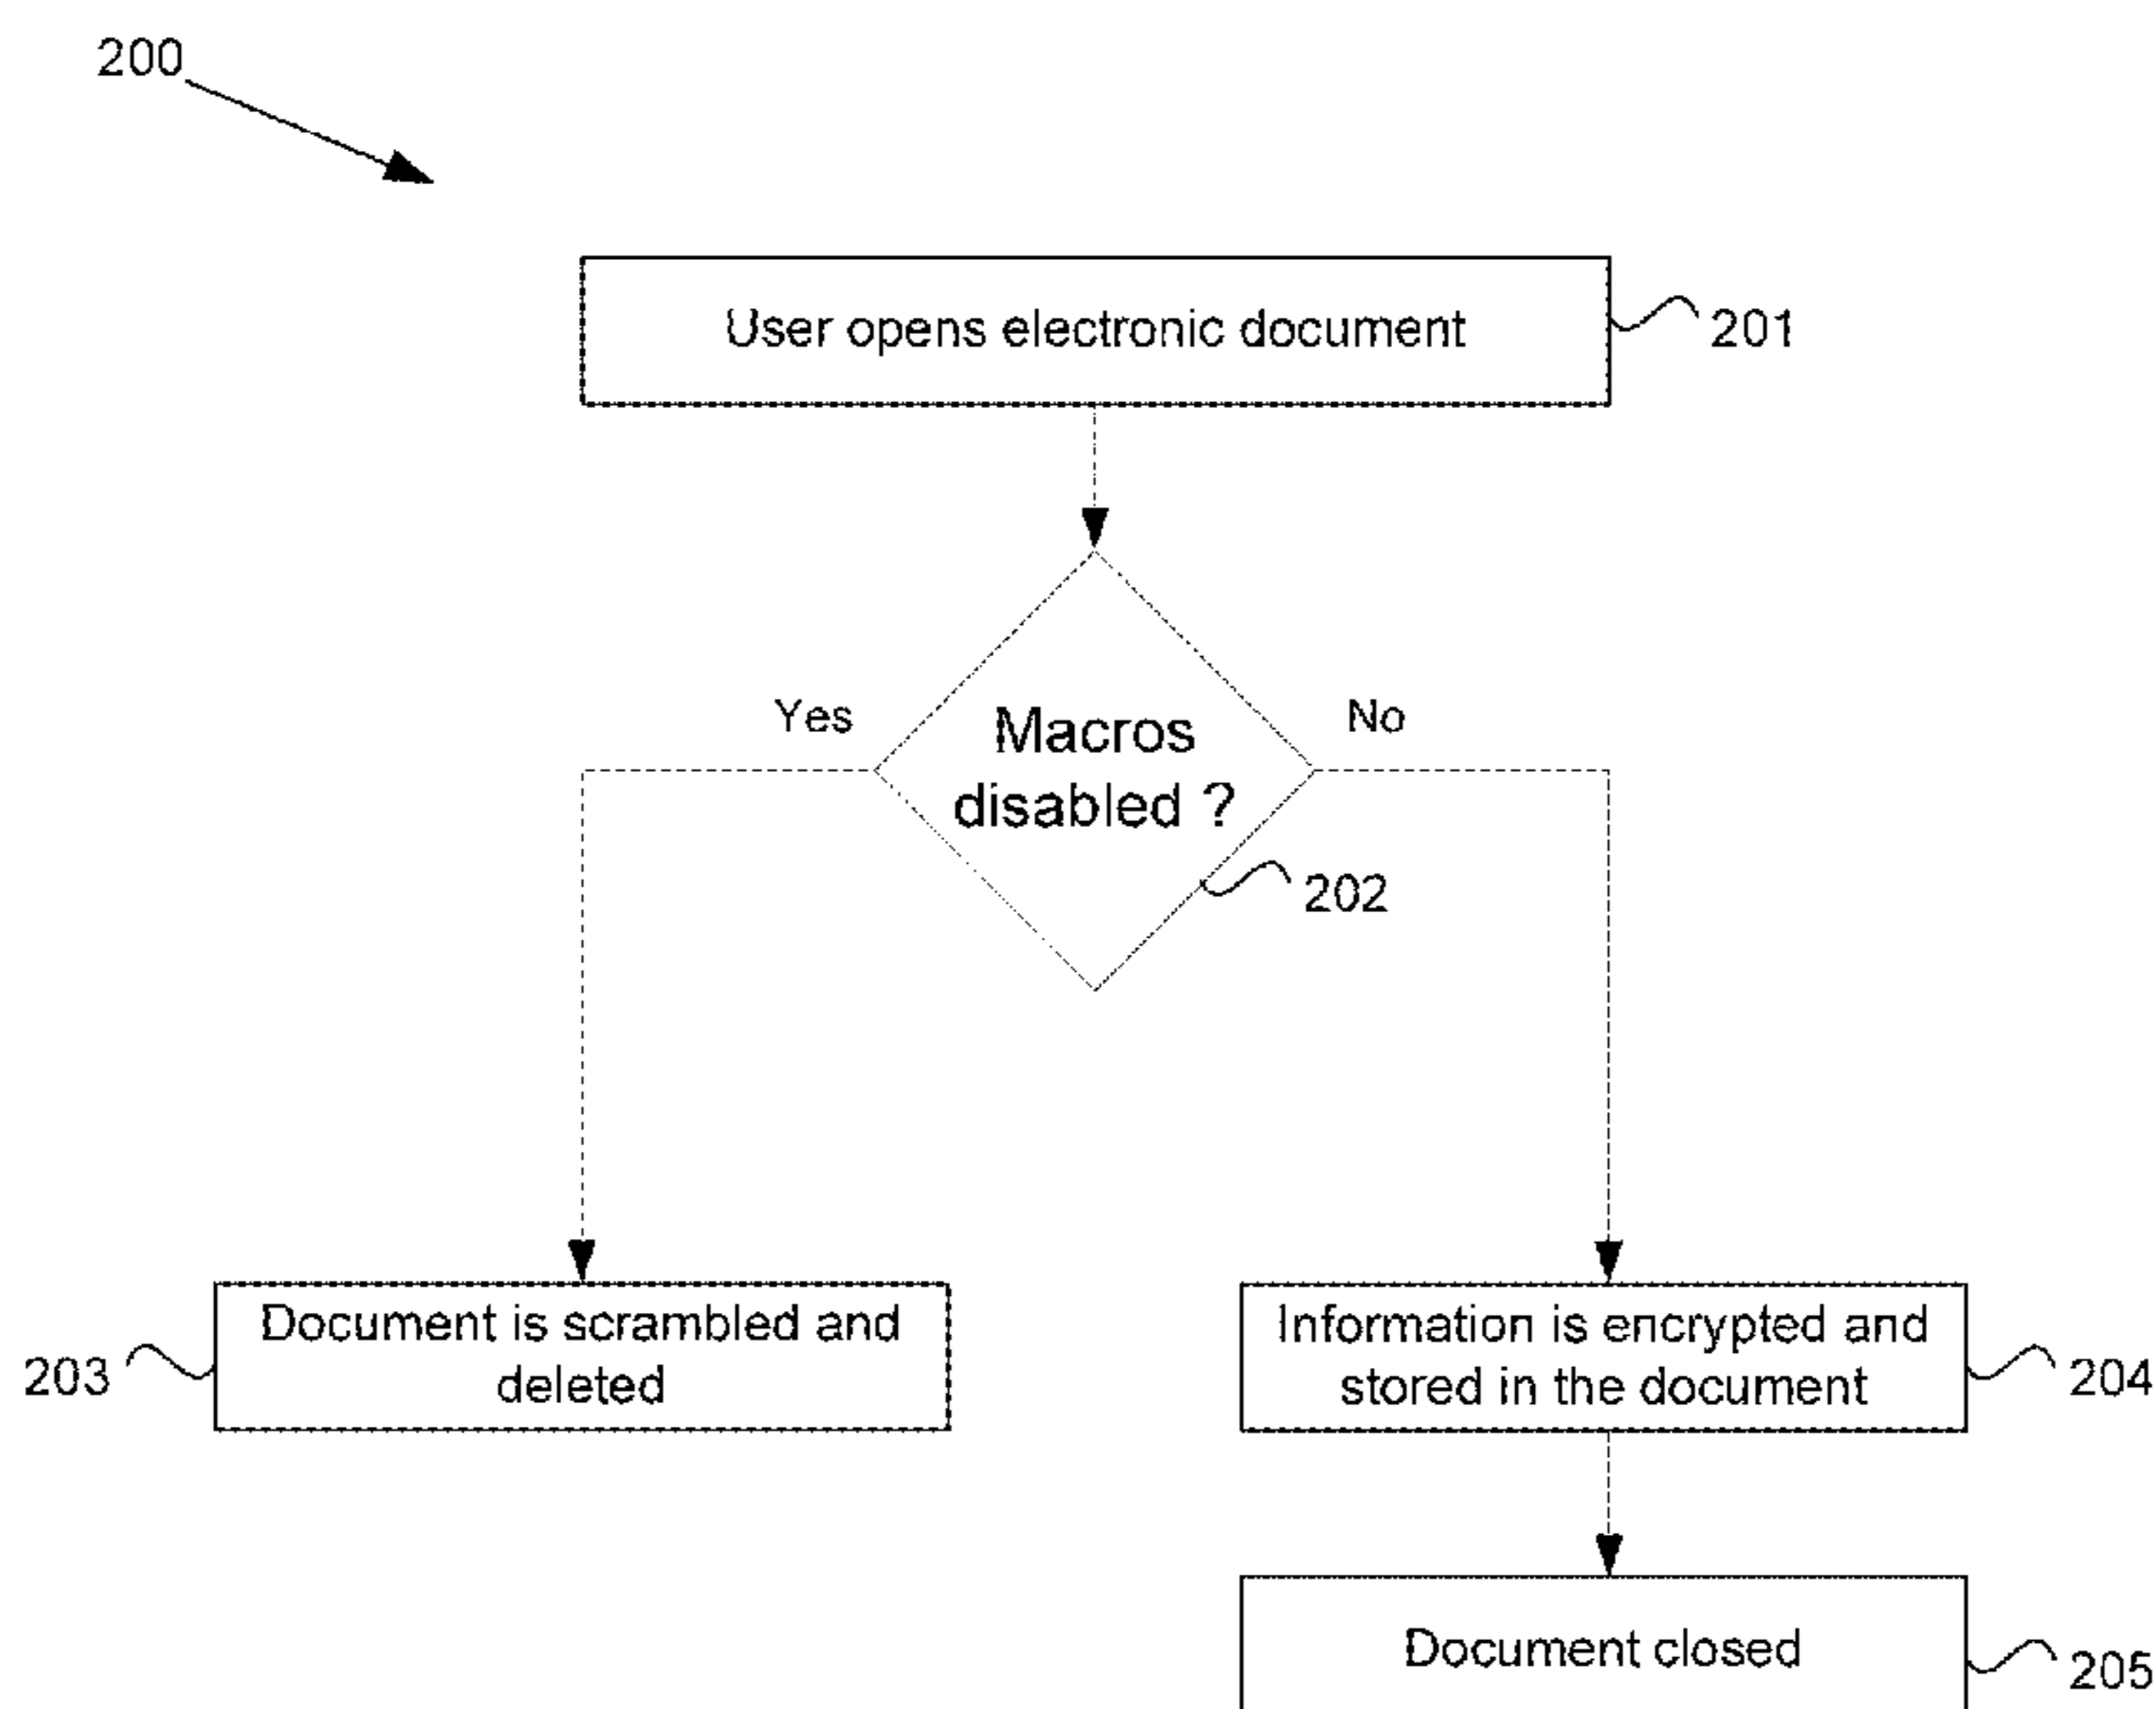 200
User opens electronic document
201
Yes
No
Macros
disabled ?
202
Document is scrambled and
deleted
203
Information is encrypted and
stored in the document
204
Document closed
205